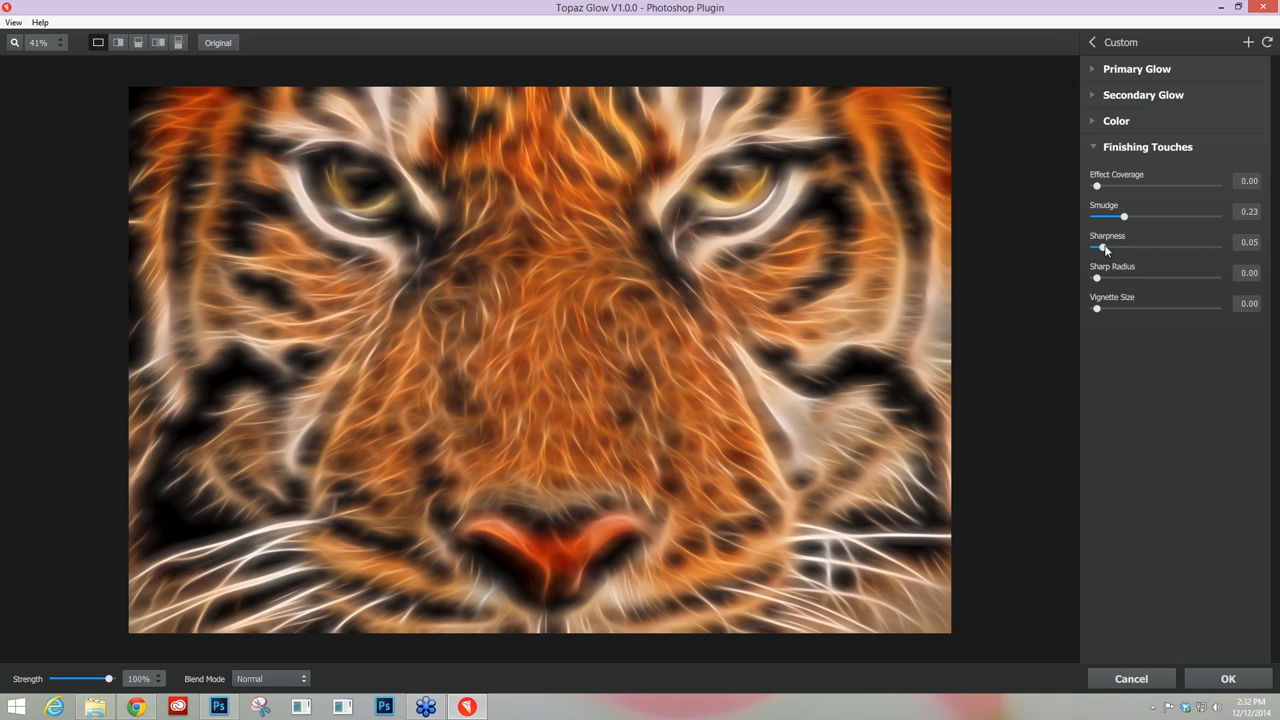 Topaz Glow V1.0.0 - Photoshop Plugin
View Help
41% Original
Custom
Primary Glow
Secondary Glow
Color
Finishing Touches
Effect Coverage
0.00
Smudge
0.23
Sharpness
0.05
Sharp Radius
0.00
Vignette Size
0.00
Strength 100% Blend Mode Normal
Cancel OK
Ps Ps
2:32 PM
12/12/2014